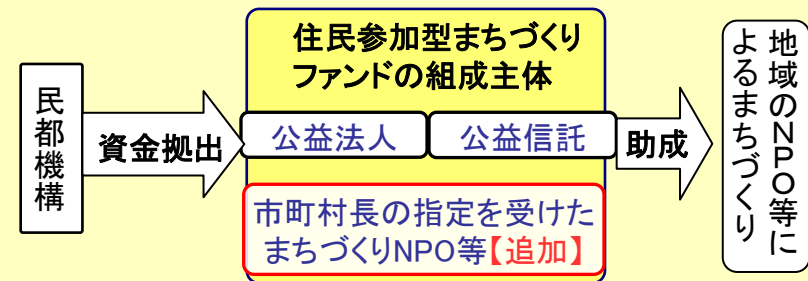 民都機構
資金拠出
住民参加型まちづくり
ファンドの組成主体
公益法人
公益信託
市町村長の指定を受けた
まちづくりNPO等【追加】
助成
地域のNPO等に
よるまちづくり